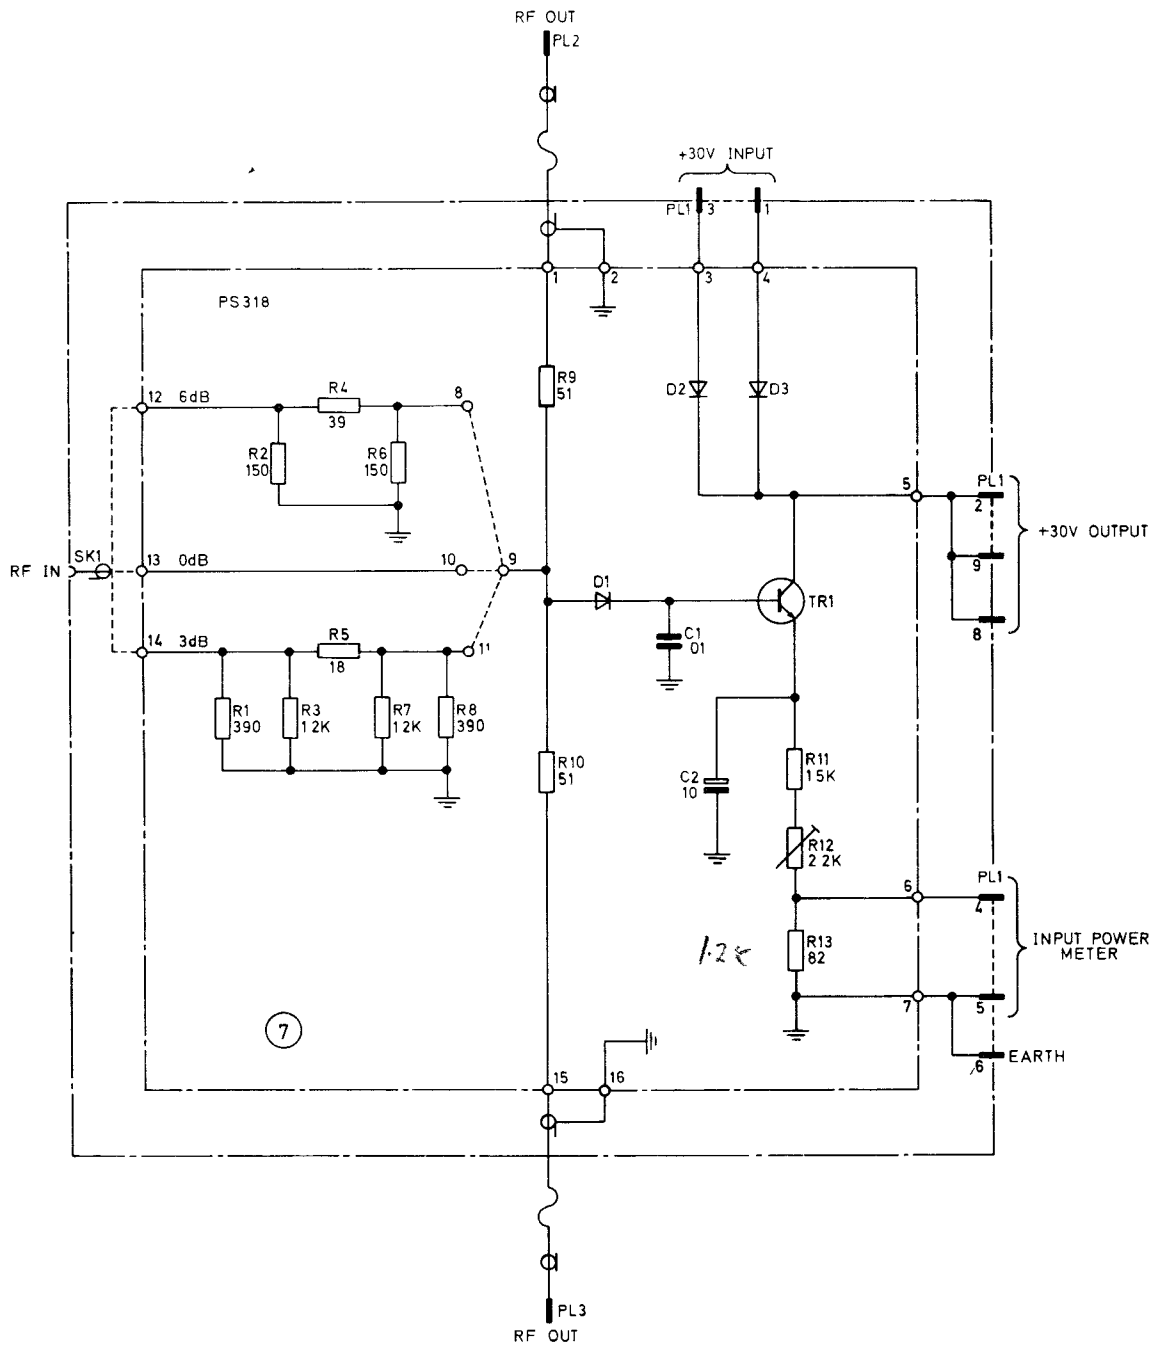 RF OUT
PL2
+30V INPUT
PL1 3 1
1 2 3 4
PS318
R9
51
D2 D3
12 6dB
R4
39
8
R2
150
R6
150
5
PL1
2
9
8
+30V OUTPUT
RF IN
SK1
13 0dB
10
9
D1
TR1
C1
01
14 3dB
R5
18
11
R1
390
R3
12K
R7
12K
R8
390
R10
51
C2
10
R11
15K
R12
2 2K
6
PL1
4
R13
82
1.2K
INPUT POWER
METER
7
5
6
EARTH
7
15 16
PL3
RF OUT